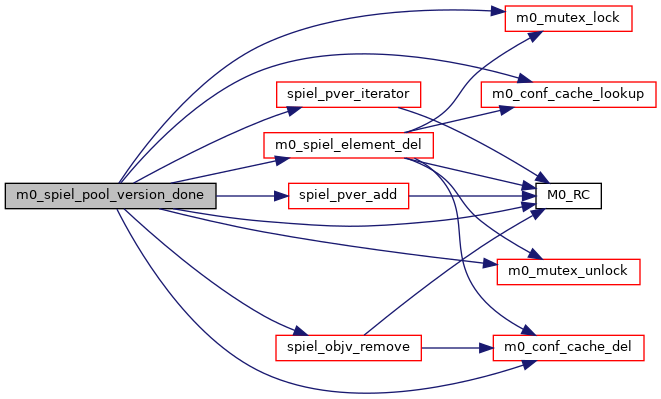 m0_mutex_lock
m0_conf_cache_lookup
spiel_pver_iterator
m0_spiel_element_del
m0_spiel_pool_version_done
spiel_pver_add
M0_RC
m0_mutex_unlock
spiel_objv_remove
m0_conf_cache_del